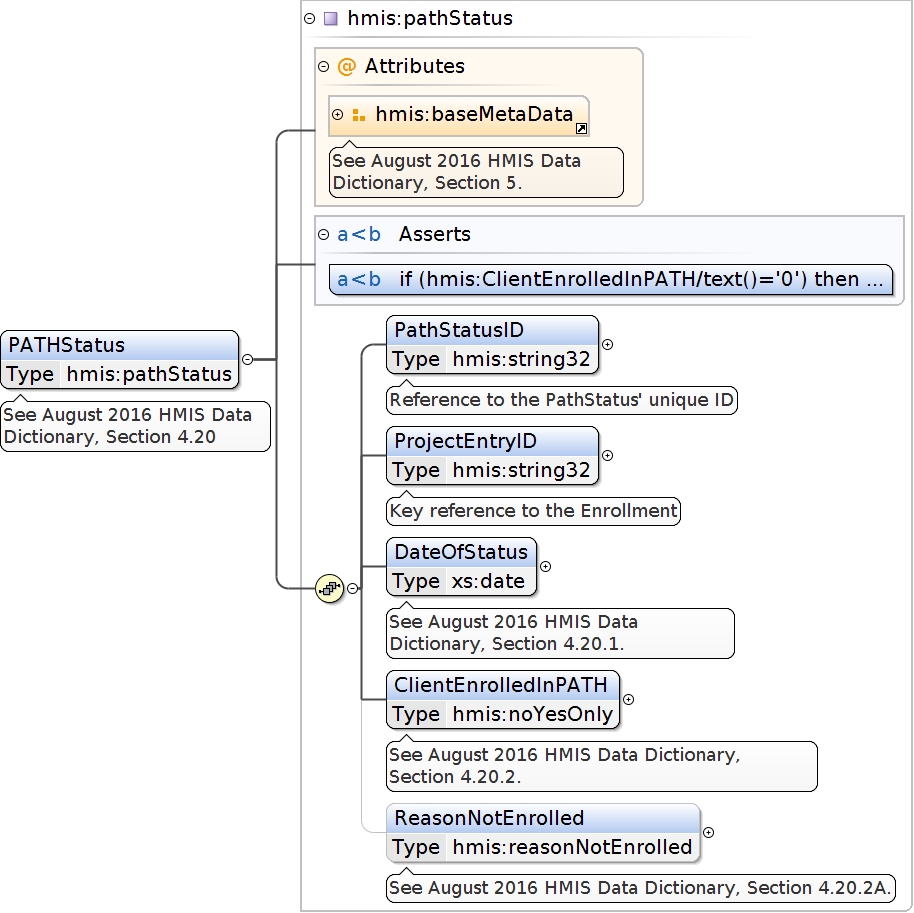 hmis:pathStatus
@ Attributes
hmis:baseMetaData
See August 2016 HMIS Data
Dictionary, Section 5.
a<b Asserts
a<b if (hmis:ClientEnrolledInPATH/text()='0') then ...
PATHStatus
Type hmis:pathStatus
See August 2016 HMIS Data
Dictionary, Section 4.20
PathStatusID
Type hmis:string32
Reference to the PathStatus' unique ID
ProjectEntryID
Type hmis:string32
Key reference to the Enrollment
DateOfStatus
Type xs:date
See August 2016 HMIS Data
Dictionary, Section 4.20.1.
ClientEnrolledInPATH
Type hmis:noYesOnly
See August 2016 HMIS Data Dictionary,
Section 4.20.2.
ReasonNotEnrolled
Type hmis:reasonNotEnrolled
See August 2016 HMIS Data Dictionary, Section 4.20.2A.